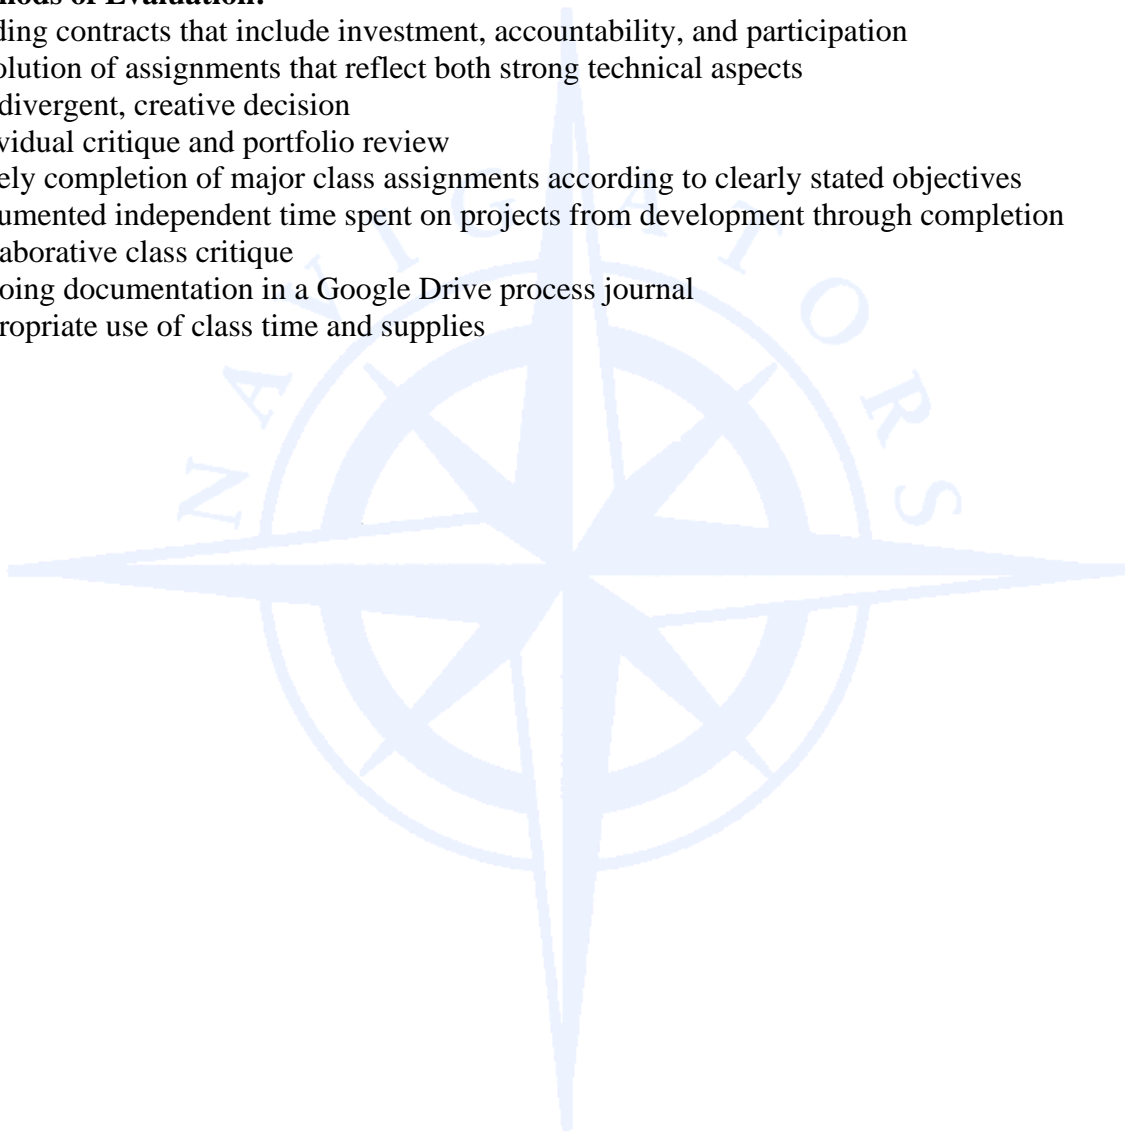 hods of Evaluation:
ding contracts that include investment, accountability, and participation
olution of assignments that reflect both strong technical aspects
divergent, creative decision
vidual critique and portfolio review
ely completion of major class assignments according to clearly stated objectives
umented independent time spent on projects from development through completion
aborative class critique
oing documentation in a Google Drive process journal
ropriate use of class time and supplies
NAVIGATORS